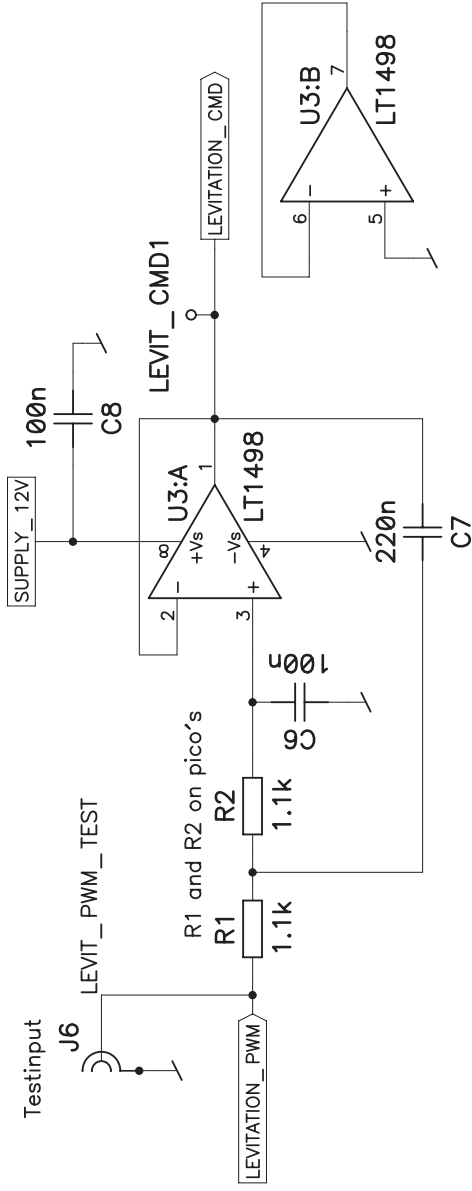 Testinput
J6
LEVIT_PWM_TEST
LEVITATION_PWM
R1 and R2 on pico's
R1
1.1k
R2
1.1k
C6
100n
SUPPLY_12V
100n
C8
U3:A
LT1498
2
3
8
4
1
+Vs
-Vs
-
+
220n
C7
LEVIT_CMD1
LEVITATION_CMD
U3:B
LT1498
6
5
7
-
+